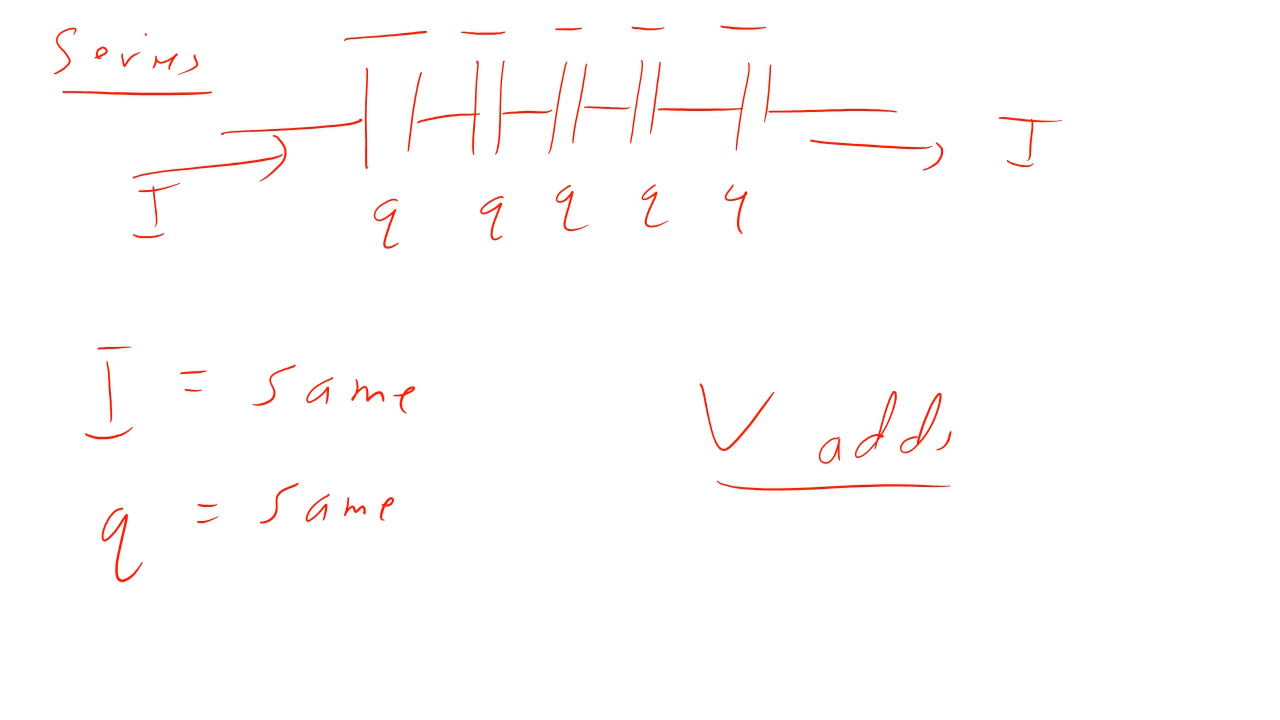 Series
I
I
q q q q q
I = same
V adds
q = same